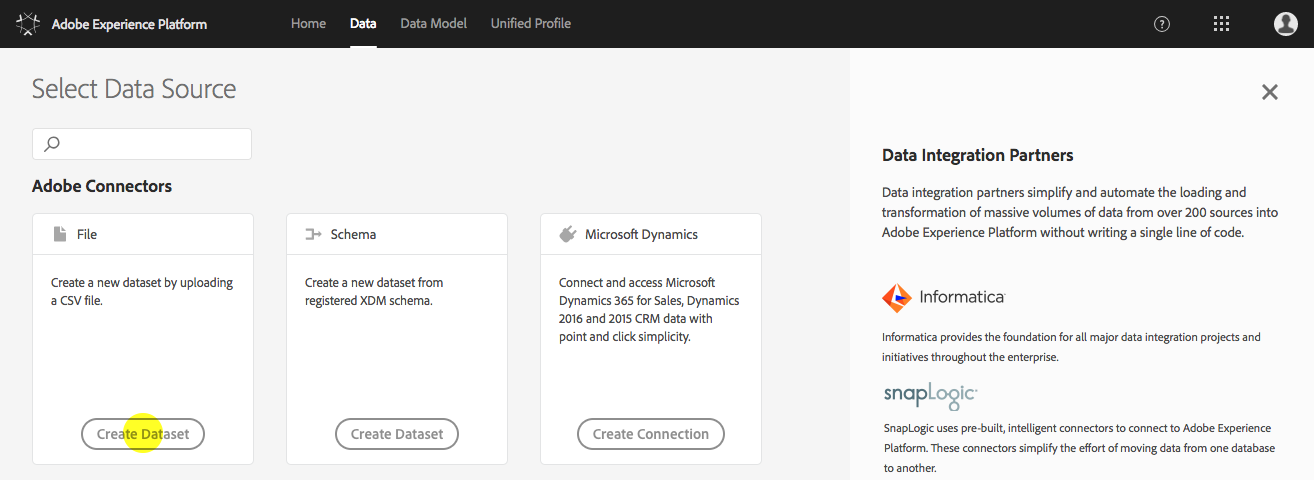 Adobe Experience Platform
Home Data Data Model Unified Profile
?
Select Data Source
Adobe Connectors
File
Create a new dataset by uploading
a CSV file.
Create Dataset
Schema
Create a new dataset from
registered XDM schema.
Create Dataset
Microsoft Dynamics
Connect and access Microsoft
Dynamics 365 for Sales, Dynamics
2016 and 2015 CRM data with
point and click simplicity.
Create Connection
Data Integration Partners
Data integration partners simplify and automate the loading and
transformation of massive volumes of data from over 200 sources into
Adobe Experience Platform without writing a single line of code.
Informatica
Informatica provides the foundation for all major data integration projects and
initiatives throughout the enterprise.
snapLogic
SnapLogic uses pre-built, intelligent connectors to connect to Adobe Experience
Platform. These connectors simplify the effort of moving data from one database
to another.